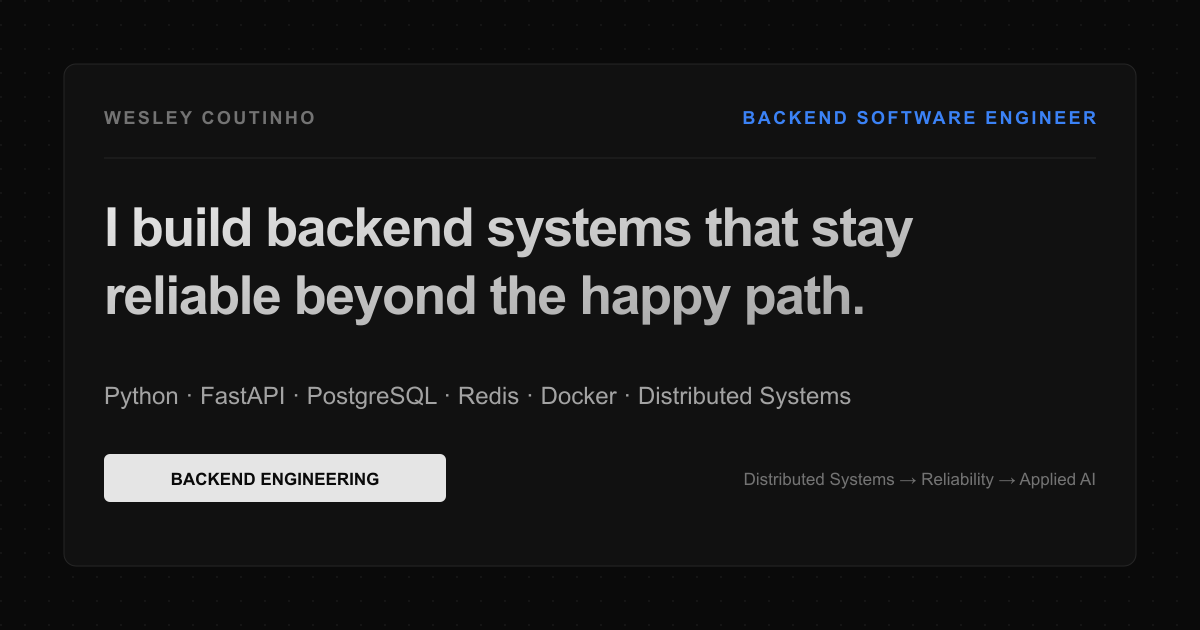 WESLEY COUTINHO
BACKEND SOFTWARE ENGINEER
I build backend systems that stay
reliable beyond the happy path.
Python · FastAPI · PostgreSQL · Redis · Docker · Distributed Systems
BACKEND ENGINEERING
Distributed Systems → Reliability → Applied AI